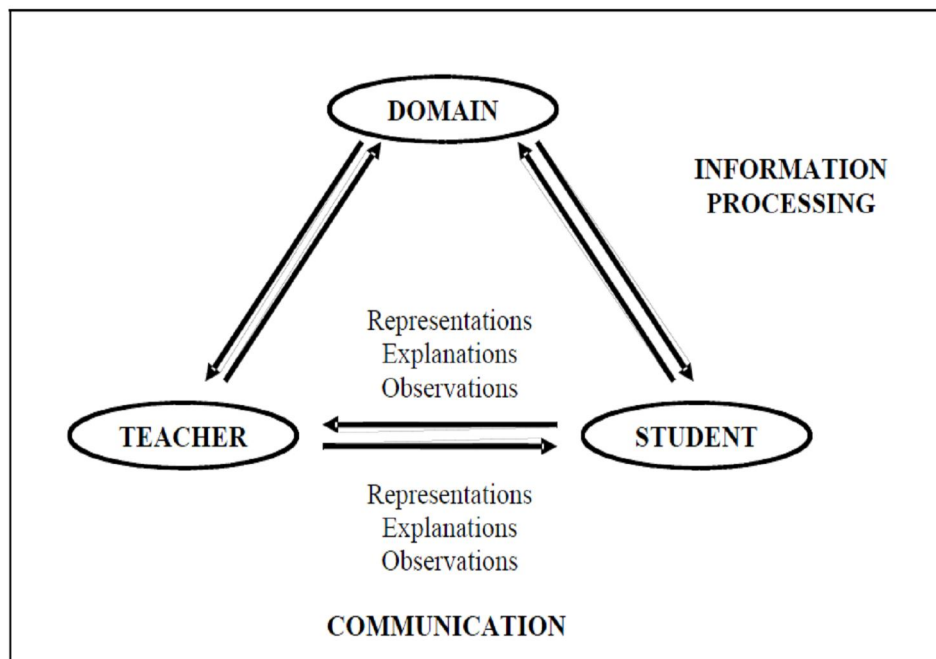 DOMAIN
INFORMATION
PROCESSING
Representations
Explanations
Observations
TEACHER
STUDENT
Representations
Explanations
Observations
COMMUNICATION